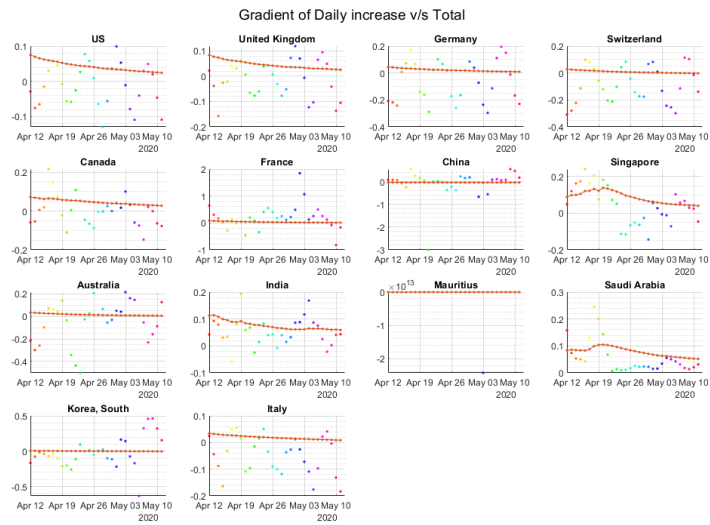 Gradient of Daily increase v/s Total
US
United Kingdom
Germany
Switzerland
0.1
0
-0.1
Apr 12 Apr 19 Apr 26 May 03 May 10
2020
0.1
0
-0.1
-0.2
Apr 12 Apr 19 Apr 26 May 03 May 10
2020
0.2
0
-0.2
-0.4
Apr 12 Apr 19 Apr 26 May 03 May 10
2020
0.2
0
-0.2
-0.4
Apr 12 Apr 19 Apr 26 May 03 May 10
2020
Canada
France
China
Singapore
0.2
0
-0.2
Apr 12 Apr 19 Apr 26 May 03 May 10
2020
2
1
0
-1
Apr 12 Apr 19 Apr 26 May 03 May 10
2020
0
-1
-2
-3
Apr 12 Apr 19 Apr 26 May 03 May 10
2020
0.2
0
-0.2
Apr 12 Apr 19 Apr 26 May 03 May 10
2020
Australia
India
Mauritius
Saudi Arabia
0.2
0
-0.2
-0.4
Apr 12 Apr 19 Apr 26 May 03 May 10
2020
0.2
0.1
0
-0.1
Apr 12 Apr 19 Apr 26 May 03 May 10
2020
×10^13
0
-1
-2
Apr 12 Apr 19 Apr 26 May 03 May 10
2020
0.3
0.2
0.1
0
Apr 12 Apr 19 Apr 26 May 03 May 10
2020
Korea, South
Italy
0.5
0
-0.5
Apr 12 Apr 19 Apr 26 May 03 May 10
2020
0.1
0
-0.1
-0.2
Apr 12 Apr 19 Apr 26 May 03 May 10
2020